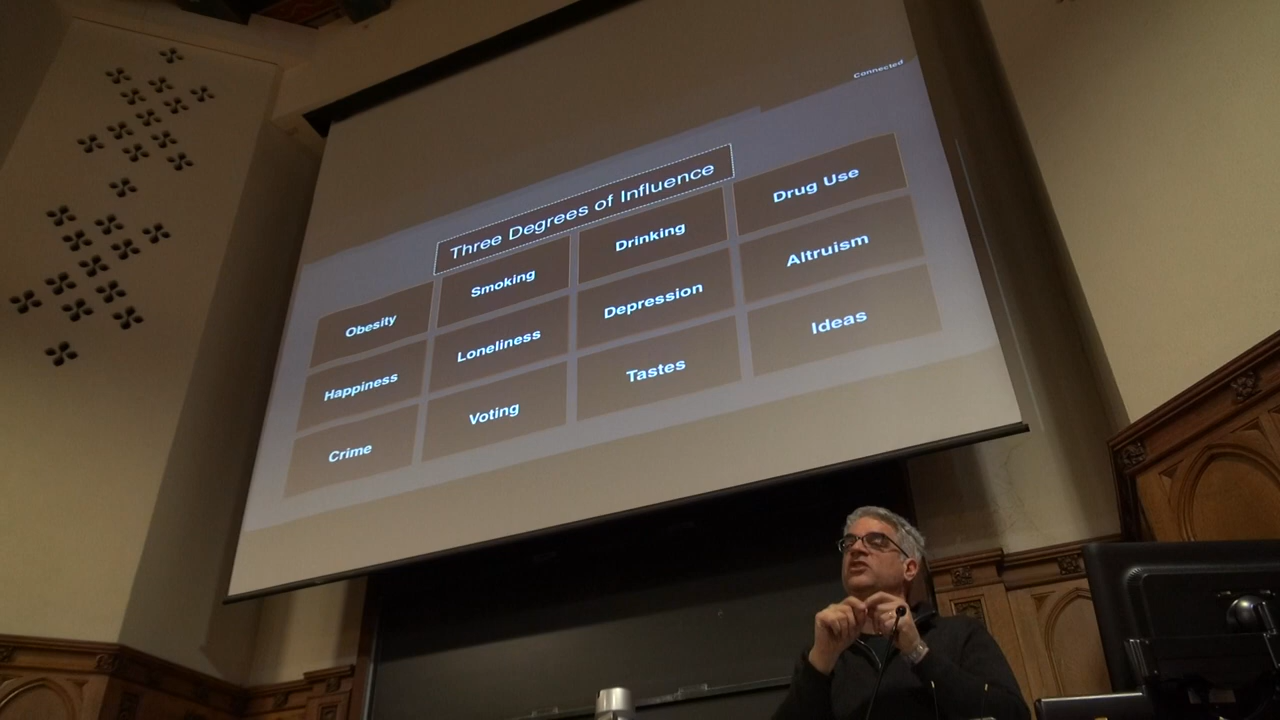 Connected
Three Degrees of Influence
Obesity
Smoking
Drinking
Drug Use
Happiness
Loneliness
Depression
Altruism
Crime
Voting
Tastes
Ideas